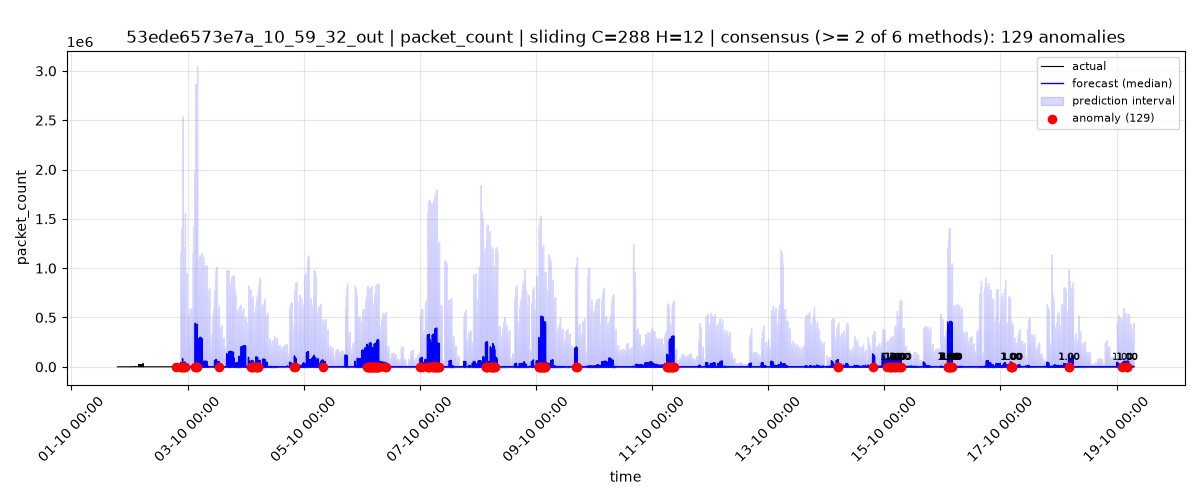 53ede6573e7a_10_59_32_out | packet_count | sliding C=288 H=12 | consensus (>= 2 of 6 methods): 129 anomalies
1e6
3.0
2.5
2.0
1.5
1.0
0.5
0.0
packet_count
actual
forecast (median)
prediction interval
anomaly (129)
1.00
1.00
01-10 00:00
03-10 00:00
05-10 00:00
07-10 00:00
09-10 00:00
11-10 00:00
13-10 00:00
15-10 00:00
17-10 00:00
19-10 00:00
time